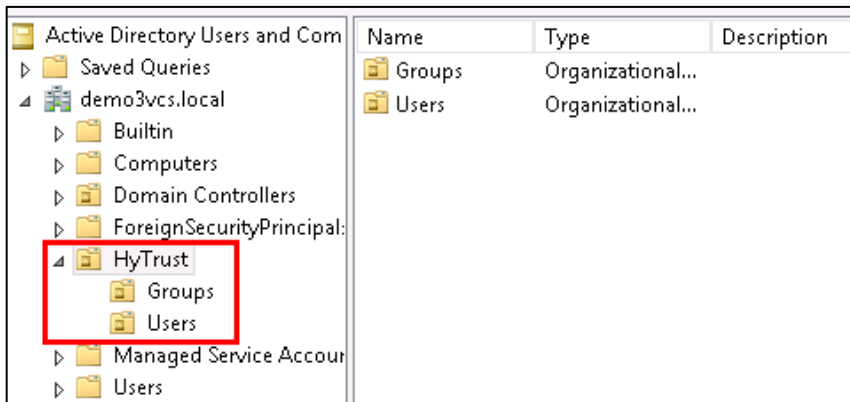 Active Directory Users and Com
Saved Queries
demo3vcs.local
Builtin
Computers
Domain Controllers
ForeignSecurityPrincipal:
HyTrust
Groups
Users
Managed Service Accour
Users
Name Type Description
Groups Organizational...
Users Organizational...